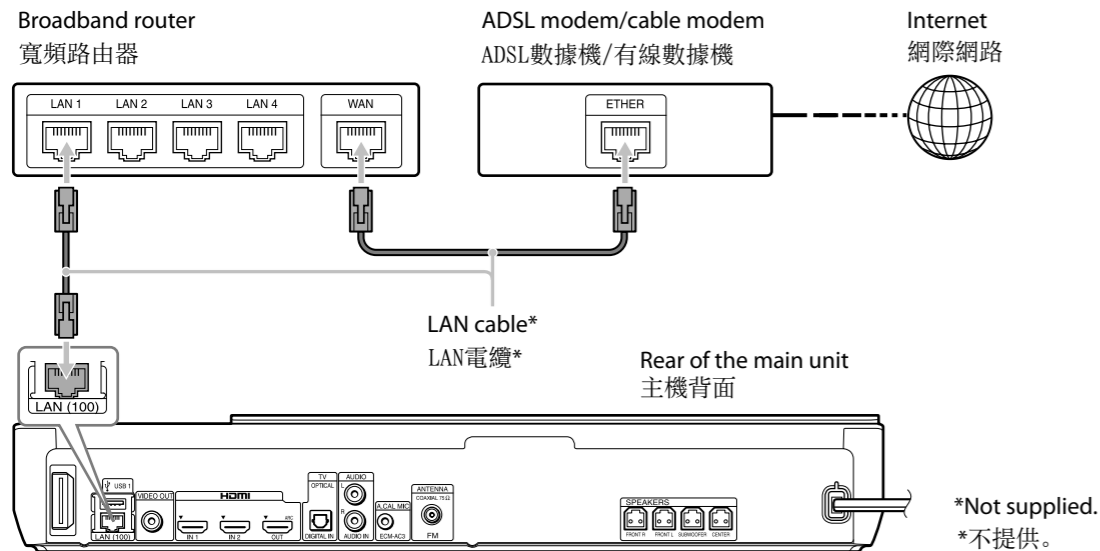 Broadband router
寬頻路由器
ADSL modem/cable modem
ADSL數據機/有線數據機
Internet
網際網路
LAN 1 LAN 2 LAN 3 LAN 4 WAN
ETHER
LAN cable*
LAN電纜*
Rear of the main unit
主機背面
LAN (100)
USB 1
LAN (100)
VIDEO OUT
HDMI
IN 1 IN 2 OUT ARC
TV
OPTICAL
DIGITAL IN
AUDIO
L
R
AUDIO IN
A.CAL MIC
ECM-AC3
ANTENNA
COAXIAL 75Ω
FM
SPEAKERS
FRONT R FRONT L SUBWOOFER CENTER
*Not supplied.
*不提供。